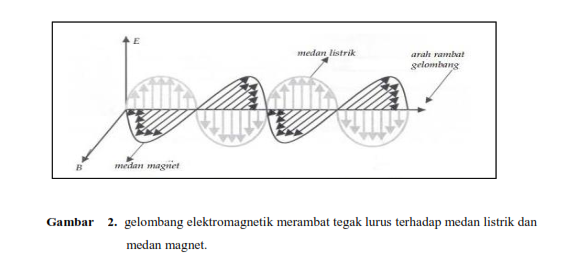 E
medan listrik
arah rambat
gelombang
B
medan magnet
Gambar 2. gelombang elektromagnetik merambat tegak lurus terhadap medan listrik dan
medan magnet.